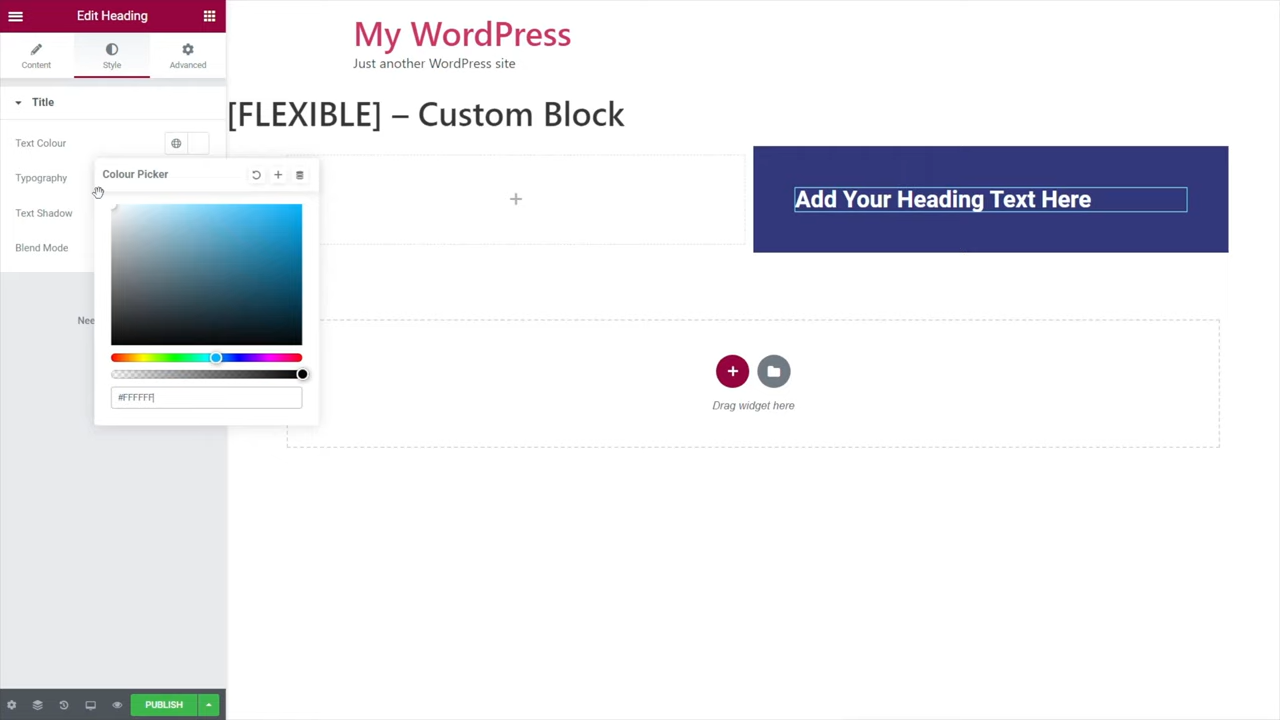 Edit Heading
Content
Style
Advanced
Title
Text Colour
Typography
Text Shadow
Blend Mode
Nee
Colour Picker
#FFFFFF
PUBLISH
My WordPress
Just another WordPress site
[FLEXIBLE] – Custom Block
Add Your Heading Text Here
Drag widget here